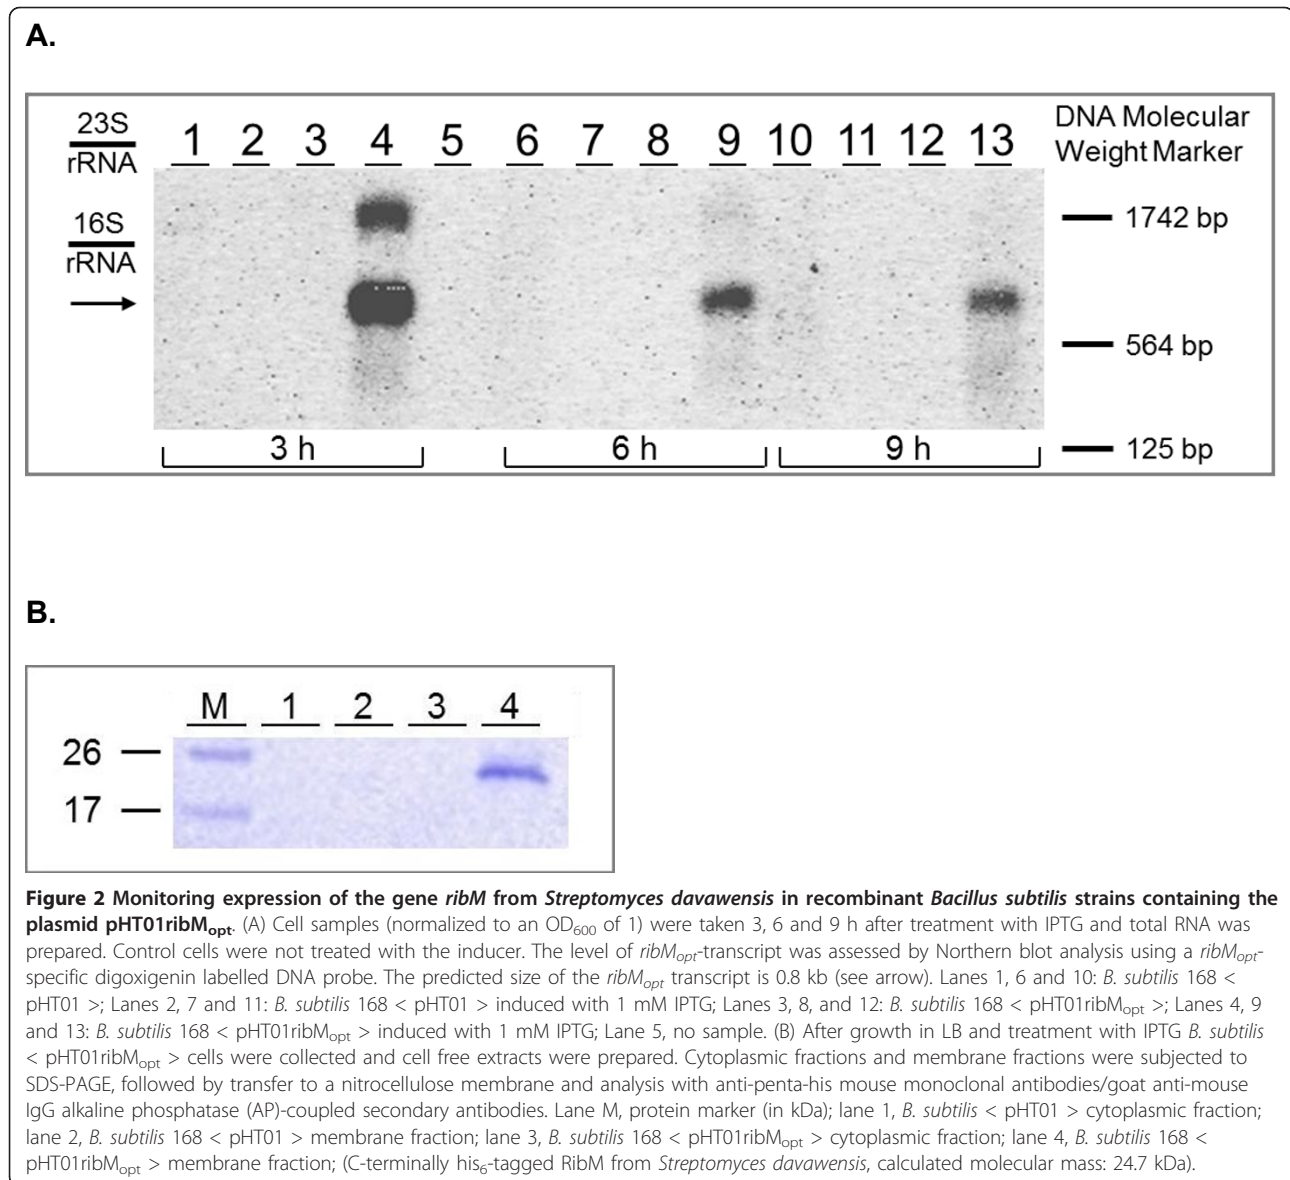 A.
23S
rRNA
1 2 3 4 5 6 7 8 9 10 11 12 13
DNA Molecular
Weight Marker
16S
rRNA
1742 bp
564 bp
125 bp
3 h 6 h 9 h
B.
M 1 2 3 4
26
17
Figure 2 Monitoring expression of the gene ribM from Streptomyces davawensis in recombinant Bacillus subtilis strains containing the
plasmid pHT01ribMopt. (A) Cell samples (normalized to an OD600 of 1) were taken 3, 6 and 9 h after treatment with IPTG and total RNA was
prepared. Control cells were not treated with the inducer. The level of ribMopt-transcript was assessed by Northern blot analysis using a ribMopt-
specific digoxigenin labelled DNA probe. The predicted size of the ribMopt transcript is 0.8 kb (see arrow). Lanes 1, 6 and 10: B. subtilis 168 <
pHT01 >; Lanes 2, 7 and 11: B. subtilis 168 < pHT01 > induced with 1 mM IPTG; Lanes 3, 8, and 12: B. subtilis 168 < pHT01ribMopt >; Lanes 4, 9
and 13: B. subtilis 168 < pHT01ribMopt > induced with 1 mM IPTG; Lane 5, no sample. (B) After growth in LB and treatment with IPTG B. subtilis
< pHT01ribMopt > cells were collected and cell free extracts were prepared. Cytoplasmic fractions and membrane fractions were subjected to
SDS-PAGE, followed by transfer to a nitrocellulose membrane and analysis with anti-penta-his mouse monoclonal antibodies/goat anti-mouse
IgG alkaline phosphatase (AP)-coupled secondary antibodies. Lane M, protein marker (in kDa); lane 1, B. subtilis < pHT01 > cytoplasmic fraction;
lane 2, B. subtilis 168 < pHT01 > membrane fraction; lane 3, B. subtilis 168 < pHT01ribMopt > cytoplasmic fraction; lane 4, B. subtilis 168 <
pHT01ribMopt > membrane fraction; (C-terminally his6-tagged RibM from Streptomyces davawensis, calculated molecular mass: 24.7 kDa).